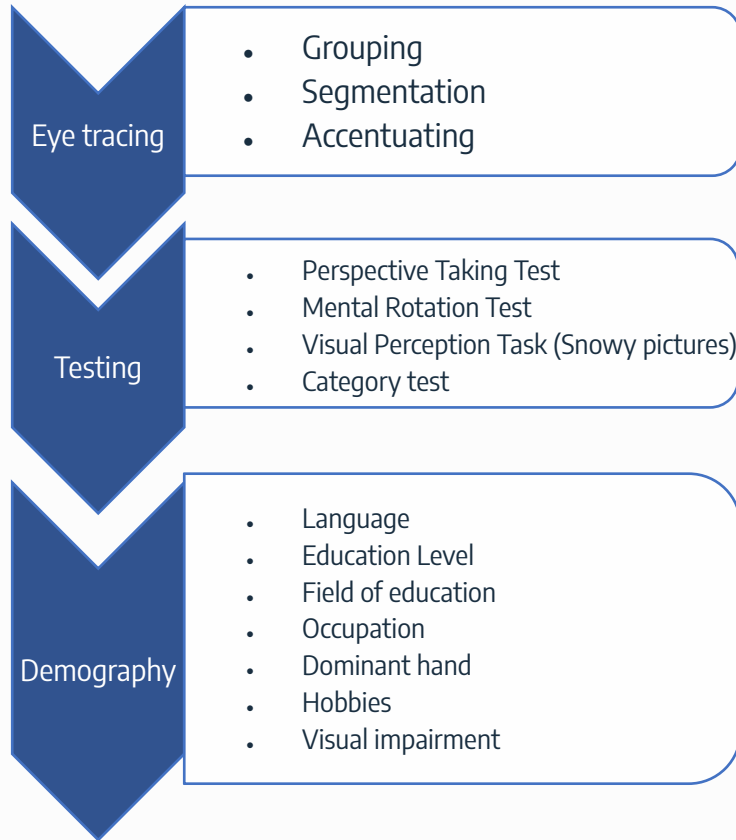 Eye tracing
• Grouping
• Segmentation
• Accentuating
Testing
• Perspective Taking Test
• Mental Rotation Test
• Visual Perception Task (Snowy pictures)
• Category test
Demography
• Language
• Education Level
• Field of education
• Occupation
• Dominant hand
• Hobbies
• Visual impairment